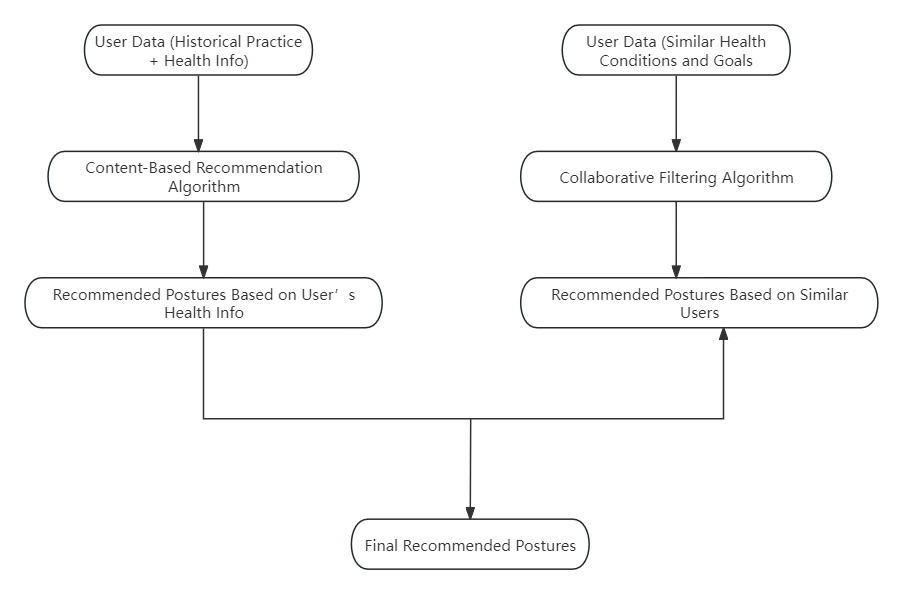 User Data (Historical Practice
+ Health Info)
User Data (Similar Health
Conditions and Goals
Content-Based Recommendation
Algorithm
Collaborative Filtering Algorithm
Recommended Postures Based on User’s
Health Info
Recommended Postures Based on Similar
Users
Final Recommended Postures